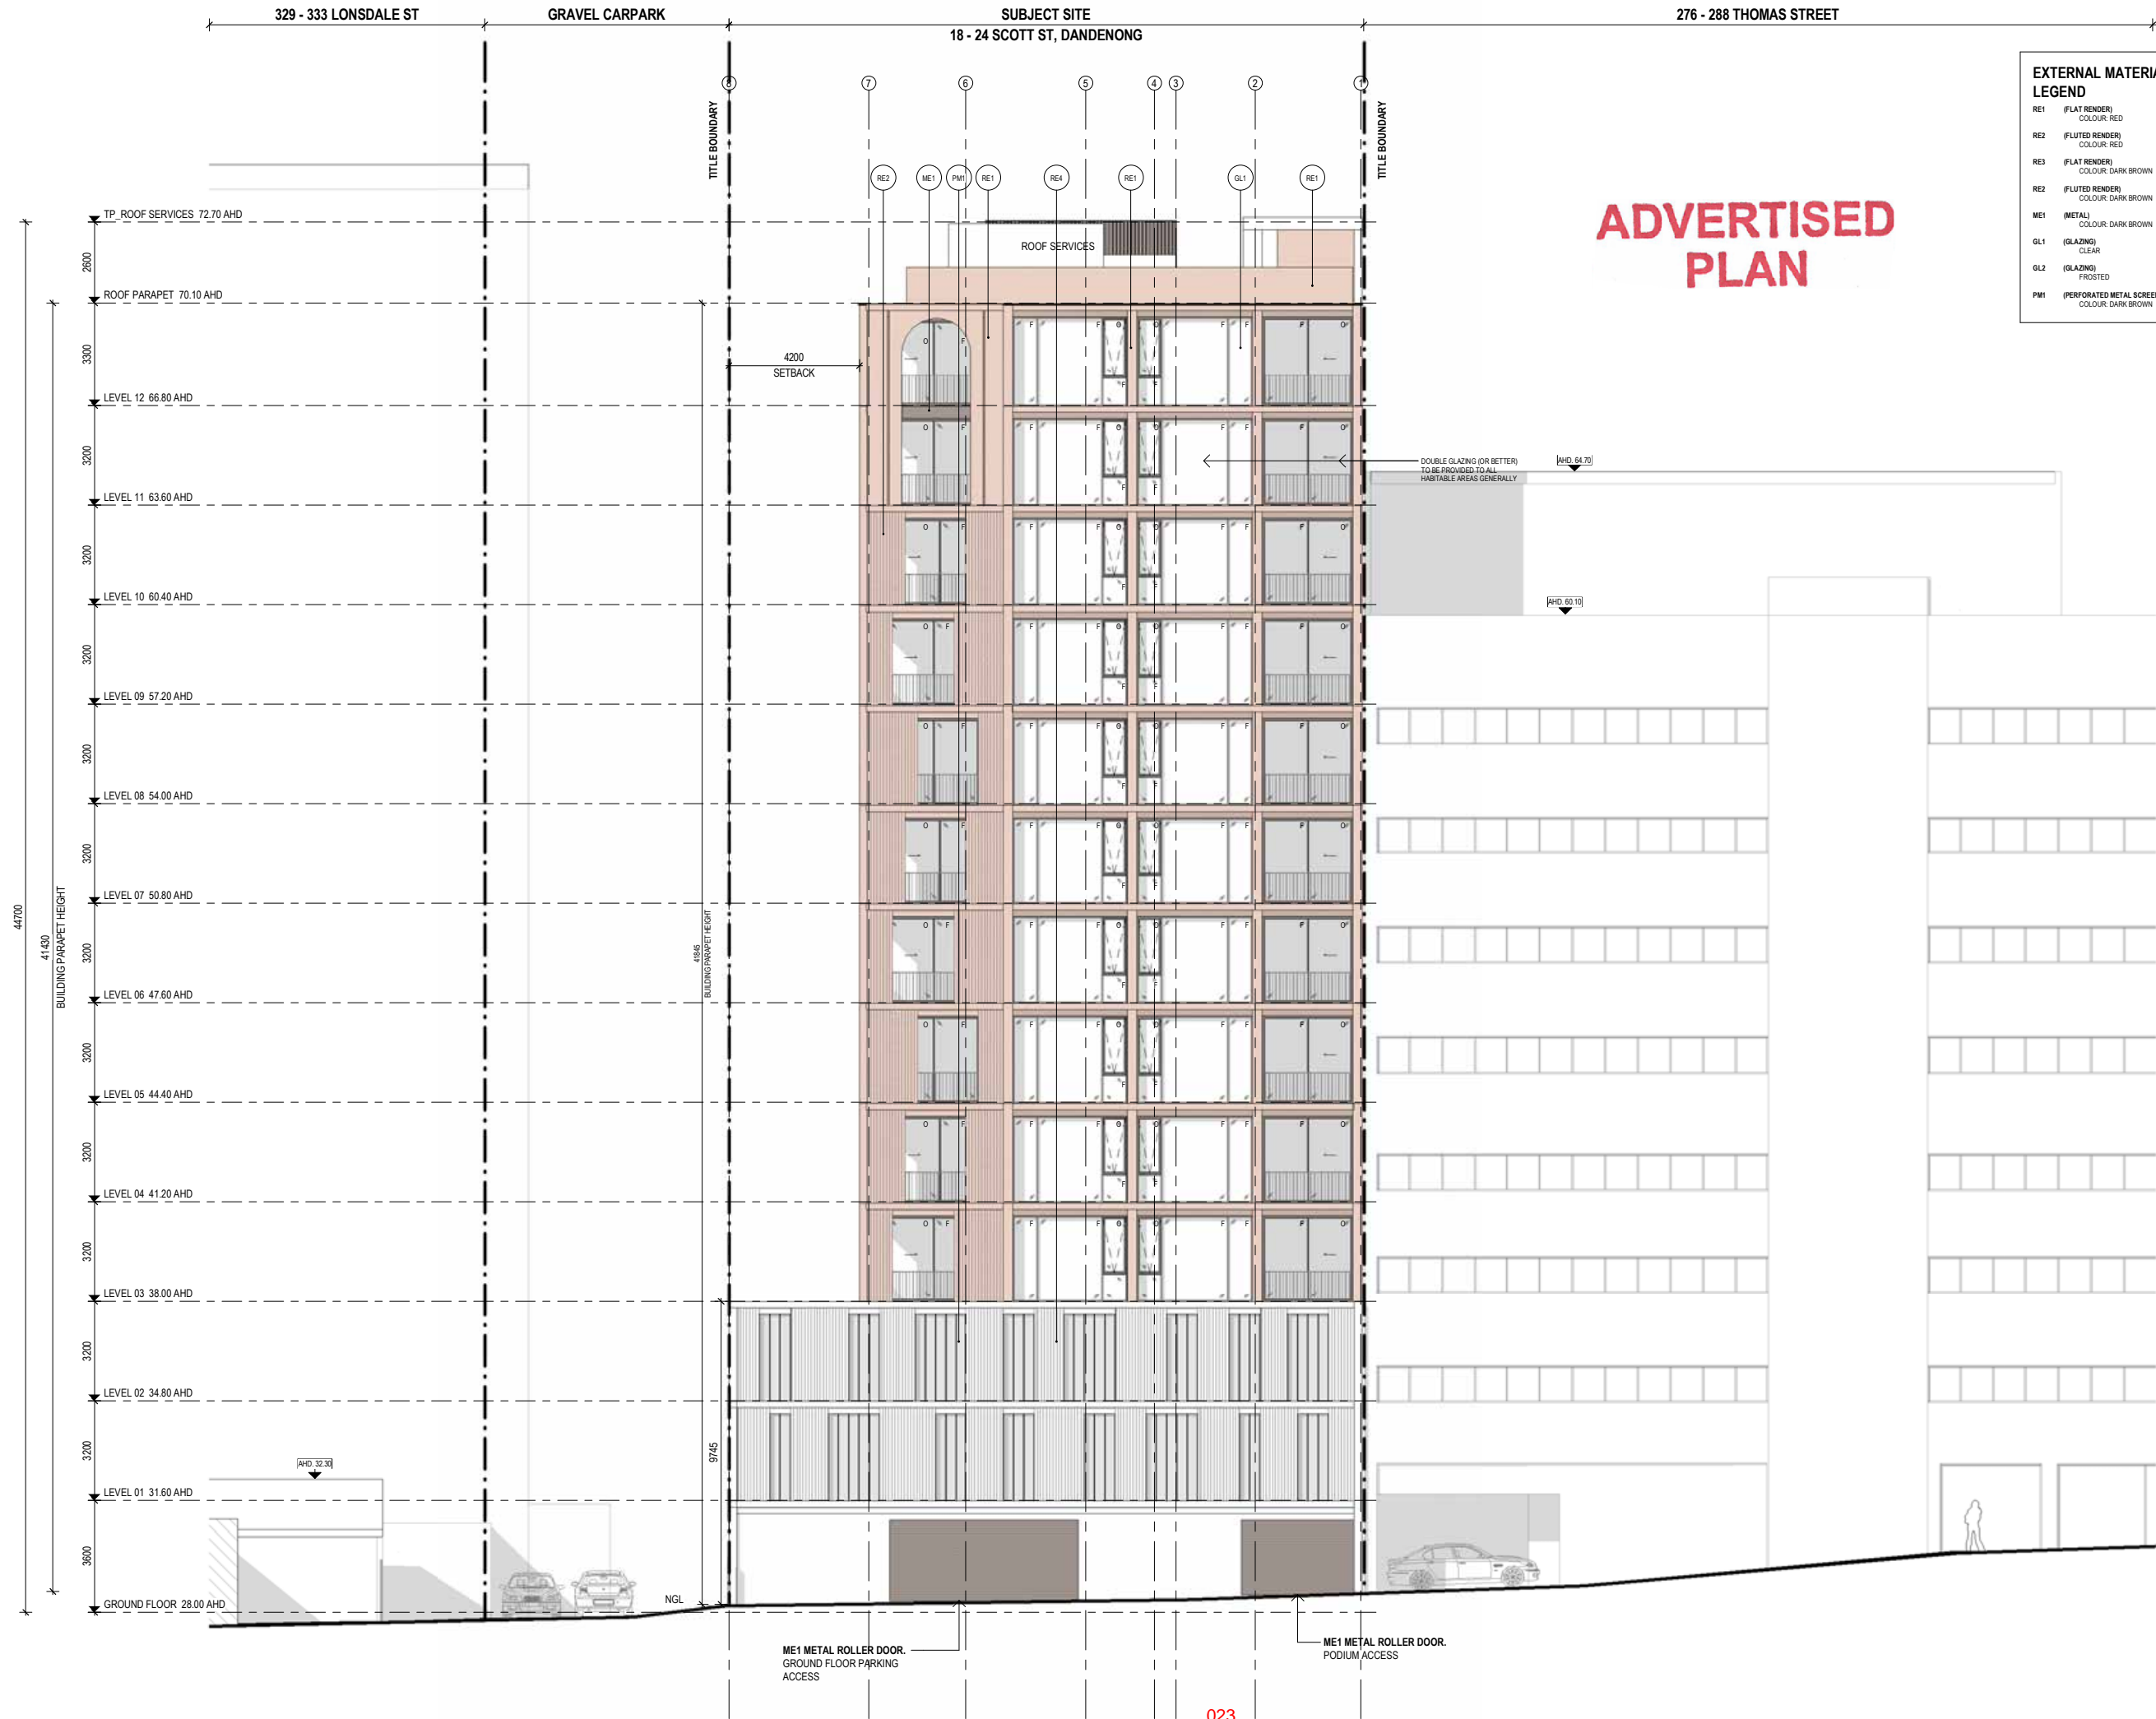 329 - 333 LONSDALE ST
GRAVEL CARPARK
SUBJECT SITE
18 - 24 SCOTT ST, DANDENONG
276 - 288 THOMAS STREET
8
7
6
5
4
3
2
1
TITLE BOUNDARY
TITLE BOUNDARY
EXTERNAL MATERIA
LEGEND
RE1 (FLAT RENDER)
COLOUR: RED
RE2 (FLUTED RENDER)
COLOUR: RED
RE3 (FLAT RENDER)
COLOUR: DARK BROWN
RE2 (FLUTED RENDER)
COLOUR: DARK BROWN
ME1 (METAL)
COLOUR: DARK BROWN
GL1 (GLAZING)
CLEAR
GL2 (GLAZING)
FROSTED
PM1 (PERFORATED METAL SCREE
COLOUR: DARK BROWN
ADVERTISED
PLAN
RE2
ME1
PM1
RE1
RE4
RE1
GL1
RE1
TP_ROOF SERVICES 72.70 AHD
ROOF SERVICES
2600
ROOF PARAPET 70.10 AHD
3300
4200
SETBACK
LEVEL 12 66.80 AHD
3200
DOUBLE GLAZING (OR BETTER)
TO BE PROVIDED TO ALL
HABITABLE AREAS GENERALLY
AHD. 64.70
LEVEL 11 63.60 AHD
3200
LEVEL 10 60.40 AHD
AHD. 60.10
3200
LEVEL 09 57.20 AHD
3200
LEVEL 08 54.00 AHD
3200
LEVEL 07 50.80 AHD
44700
41430
BUILDING PARAPET HEIGHT
3200
41845
BUILDING PARAPET HEIGHT
LEVEL 06 47.60 AHD
3200
LEVEL 05 44.40 AHD
3200
LEVEL 04 41.20 AHD
3200
LEVEL 03 38.00 AHD
3200
LEVEL 02 34.80 AHD
3200
9745
AHD. 32.30
LEVEL 01 31.60 AHD
3600
GROUND FLOOR 28.00 AHD
NGL
ME1 METAL ROLLER DOOR.
GROUND FLOOR PARKING
ACCESS
ME1 METAL ROLLER DOOR.
PODIUM ACCESS
023